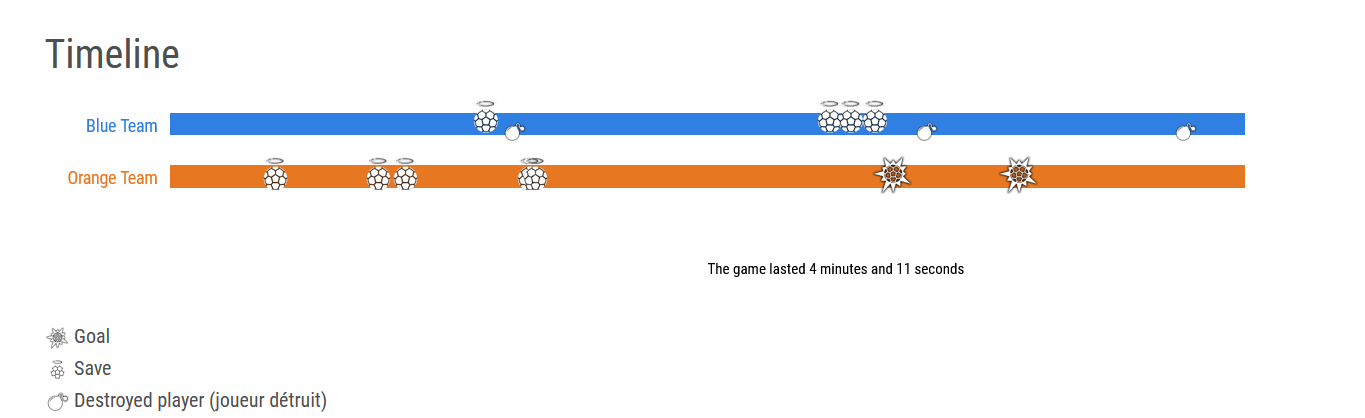 Timeline
Blue Team
Orange Team
The game lasted 4 minutes and 11 seconds
Goal
Save
Destroyed player (joueur détruit)